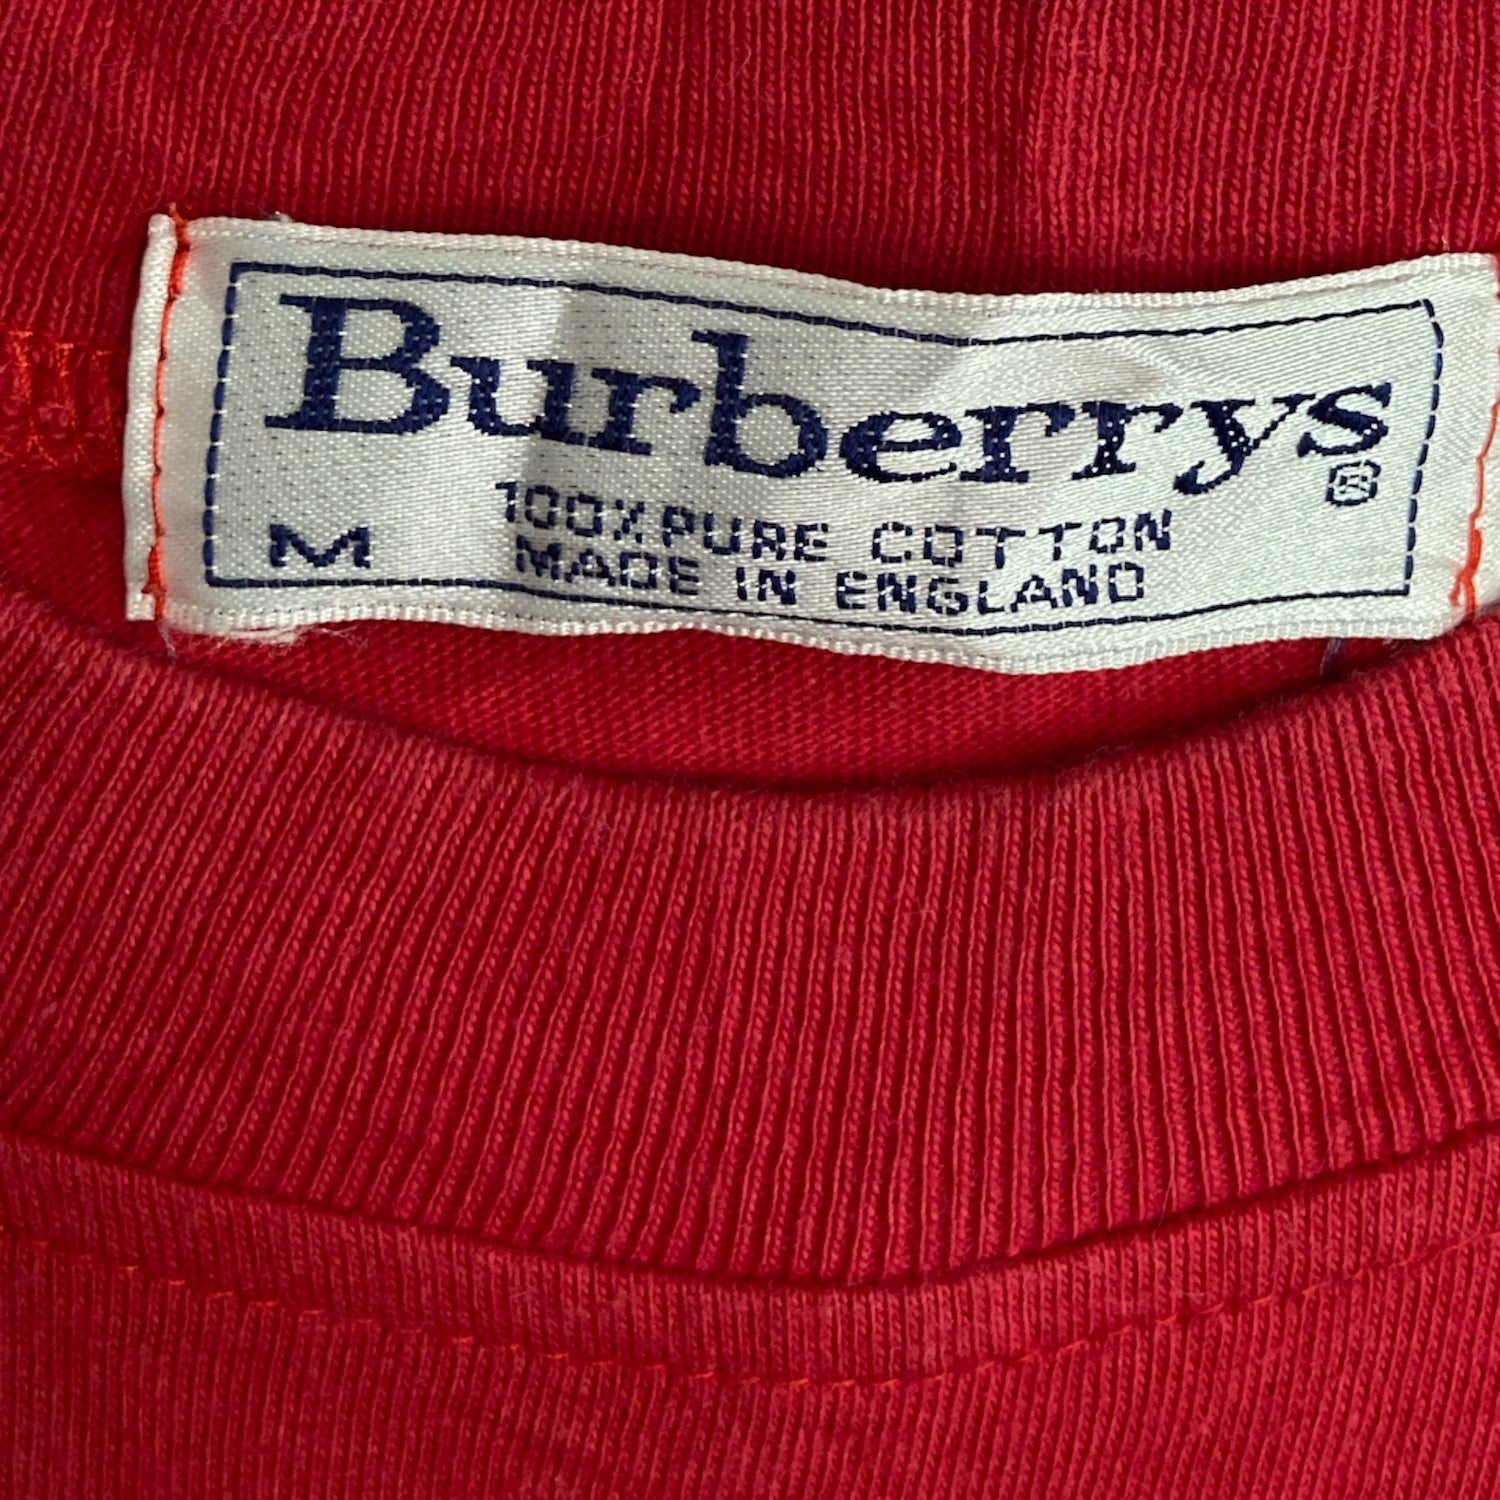 Burberrys ®
100% PURE COTTON
M MADE IN ENGLAND